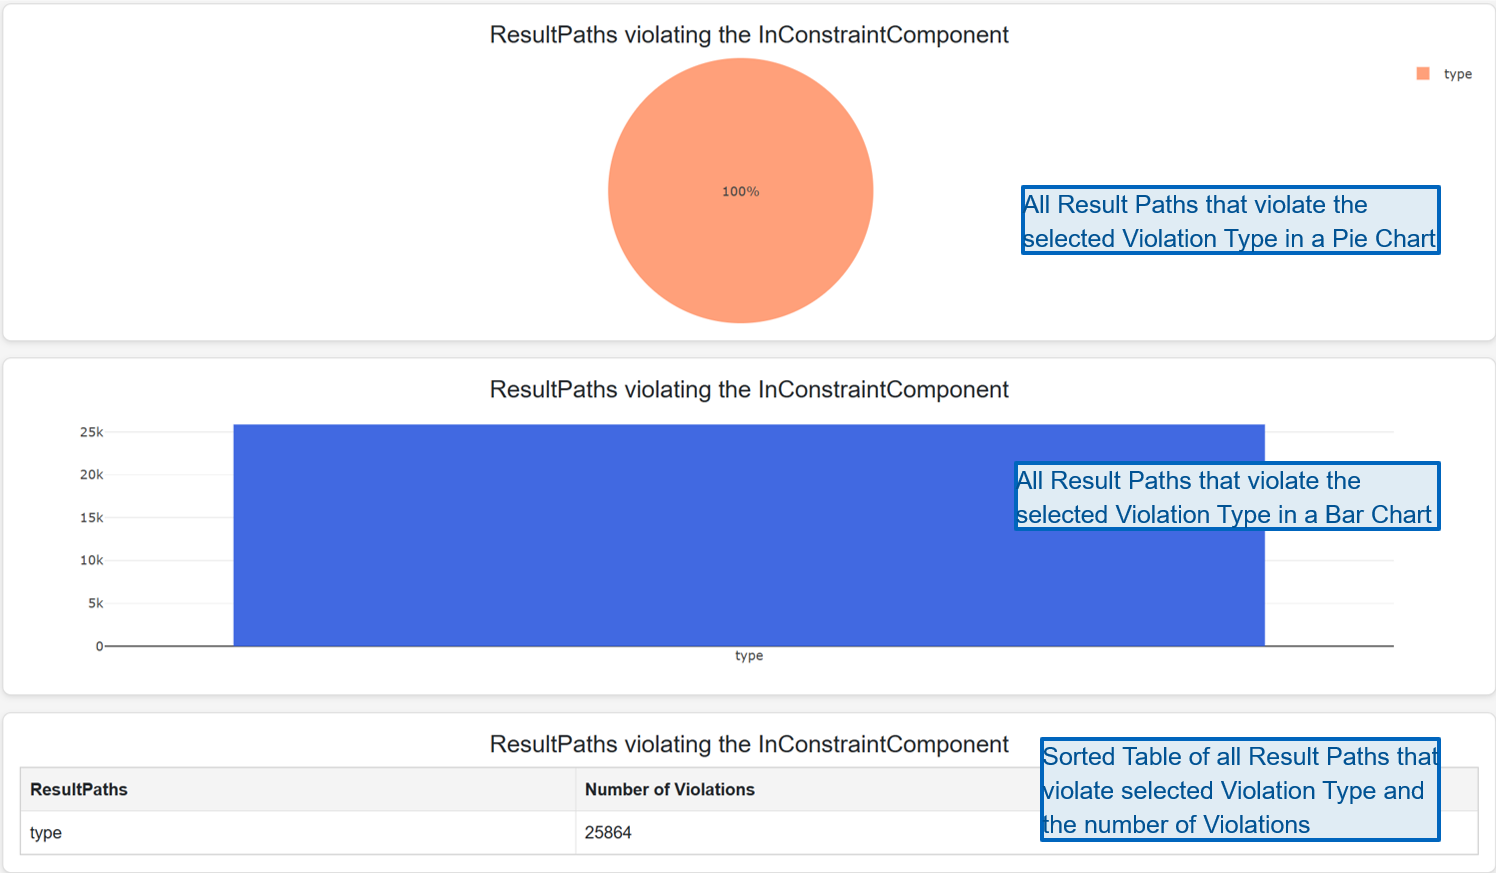 ResultPaths violating the InConstraintComponent
type
100%
All Result Paths that violate the
selected Violation Type in a Pie Chart
ResultPaths violating the InConstraintComponent
25k
20k
15k
10k
5k
0
All Result Paths that violate the
selected Violation Type in a Bar Chart
type
ResultPaths violating the InConstraintComponent
Sorted Table of all Result Paths that
violate selected Violation Type and
the number of Violations
ResultPaths Number of Violations
type 25864